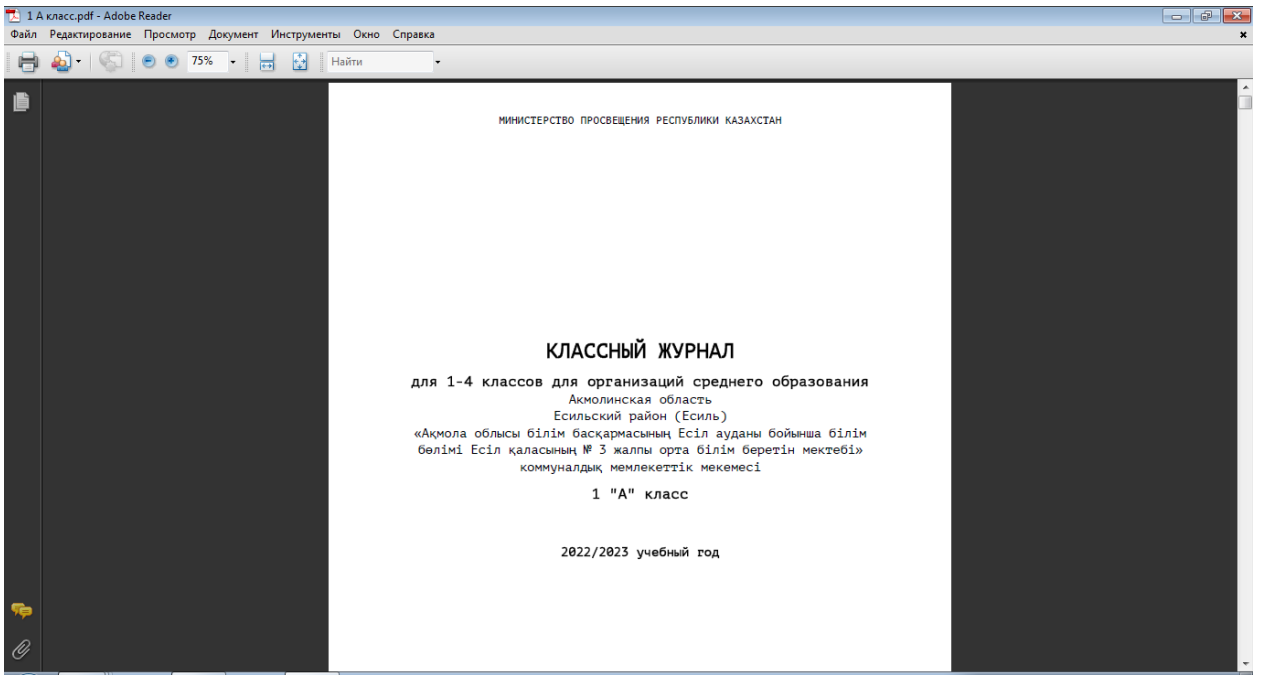 1 А класс.pdf - Adobe Reader
Файл Редактирование Просмотр Документ Инструменты Окно Справка
75% Найти
МИНИСТЕРСТВО ПРОСВЕЩЕНИЯ РЕСПУБЛИКИ КАЗАХСТАН
КЛАССНЫЙ ЖУРНАЛ
для 1-4 классов для организаций среднего образования
Акмолинская область
Есильский район (Есиль)
«Ақмола облысы білім басқармасының Есіл ауданы бойынша білім
бөлімі Есіл қаласының № 3 жалпы орта білім беретін мектебі»
коммуналдық мемлекеттік мекемесі
1 "А" класс
2022/2023 учебный год